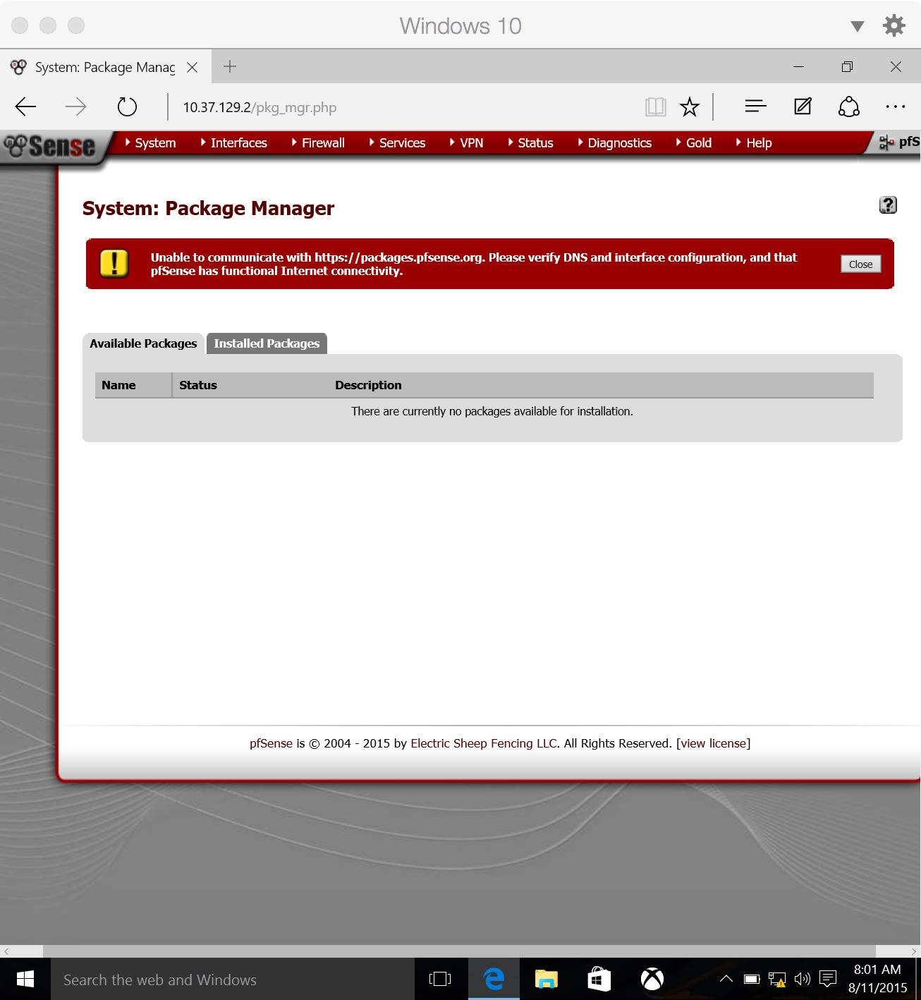 Windows 10
System: Package Manag
10.37.129.2/pkg_mgr.php
Sense
System
Interfaces
Firewall
Services
VPN
Status
Diagnostics
Gold
Help
pfS
System: Package Manager
?
Unable to communicate with https://packages.pfsense.org. Please verify DNS and interface configuration, and that
pfSense has functional Internet connectivity.
Close
Available Packages
Installed Packages
Name
Status
Description
There are currently no packages available for installation.
pfSense is © 2004 - 2015 by Electric Sheep Fencing LLC. All Rights Reserved. [view license]
Search the web and Windows
8:01 AM
8/11/2015